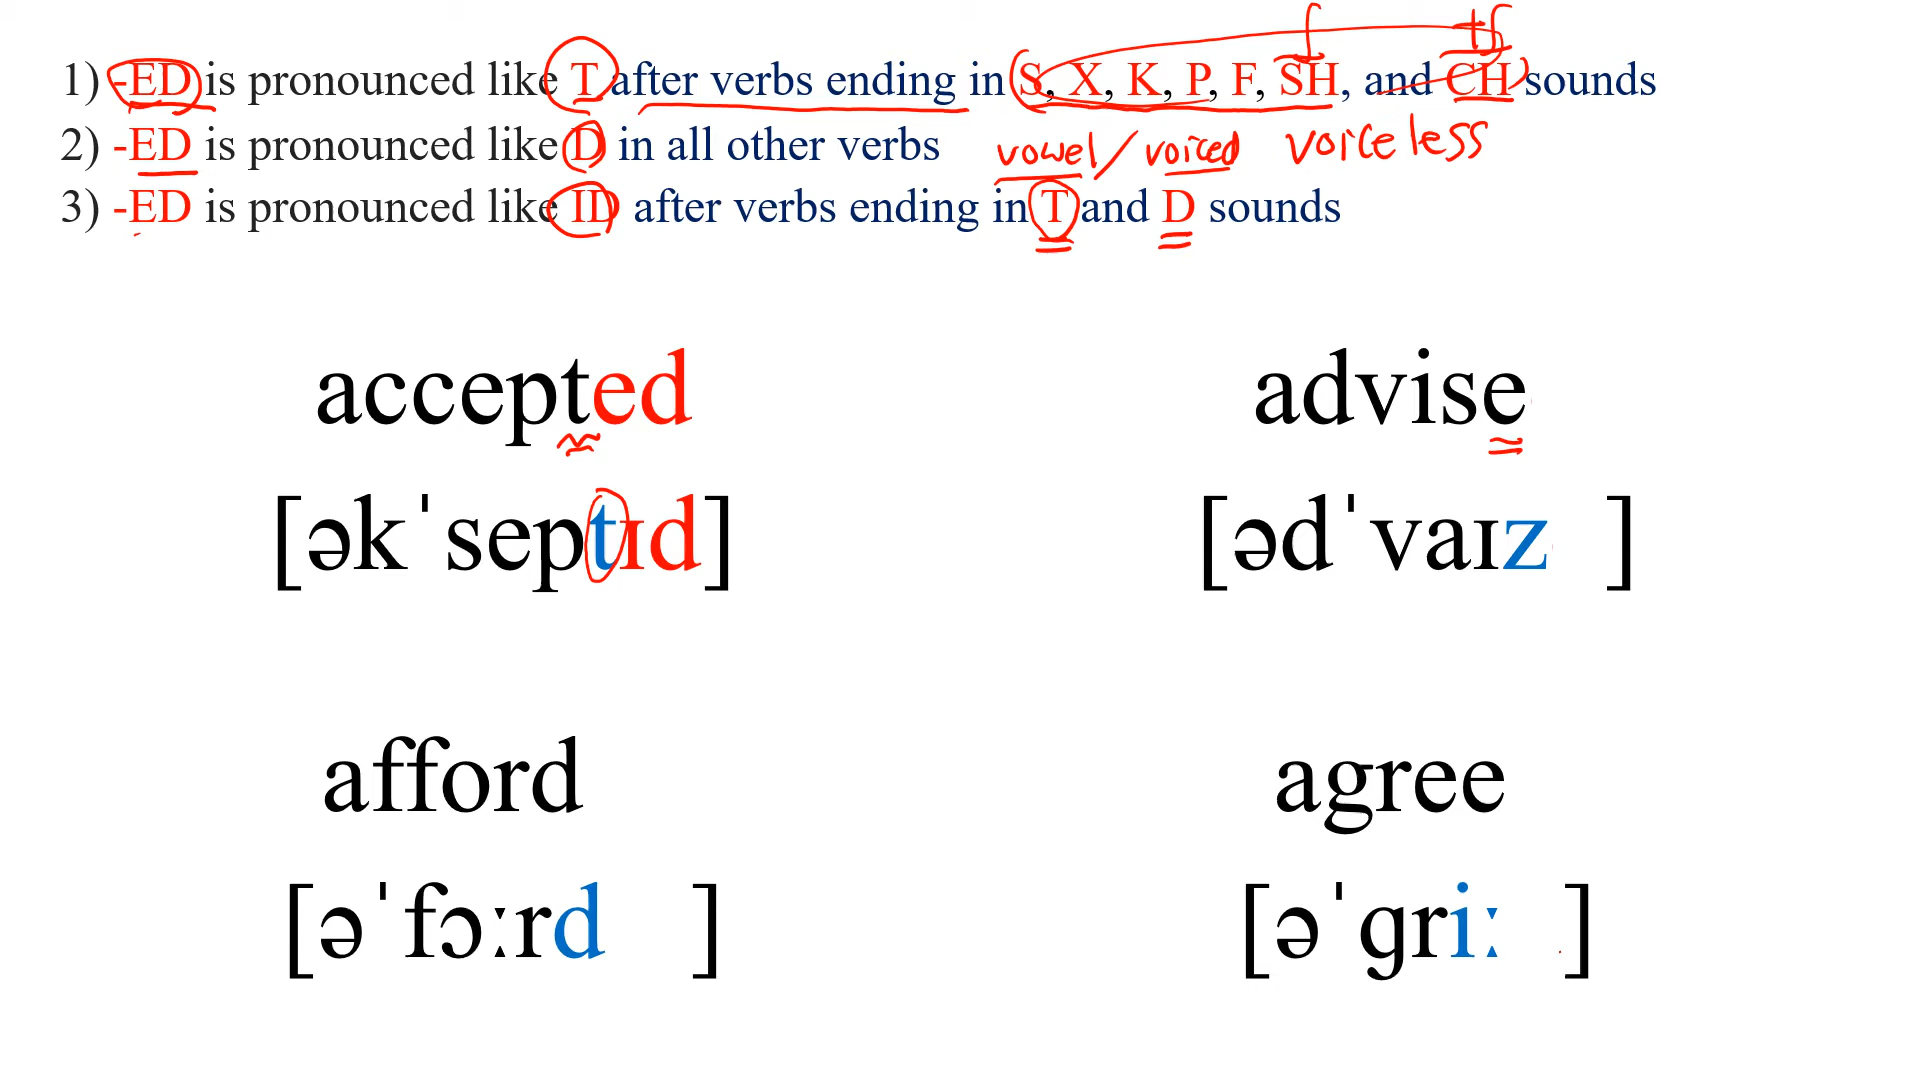 ʃ tʃ
1) -ED is pronounced like T after verbs ending in S, X, K, P, F, SH, and CH sounds
2) -ED is pronounced like D in all other verbs vowel/voiced voiceless
3) -ED is pronounced like ID after verbs ending in T and D sounds
accepted advise
[əkˈseptɪd] [ədˈvaɪz ]
afford agree
[əˈfɔːrd ] [əˈɡriː ]